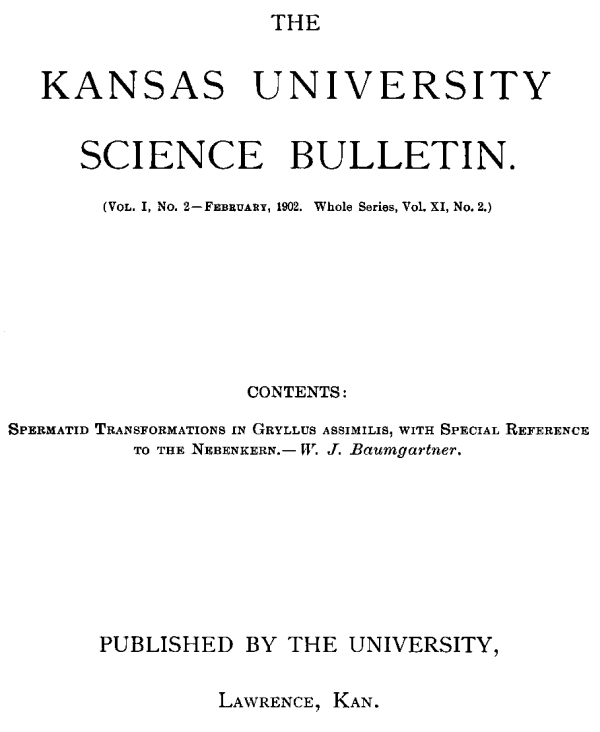 THE
KANSAS UNIVERSITY
SCIENCE BULLETIN.
(VOL. I, NO. 2—FEBRUARY, 1902. Whole Series, Vol. XI, No. 2.)
CONTENTS:
SPERMATID TRANSFORMATIONS IN GRYLLUS ASSIMILIS, WITH SPECIAL REFERENCE
TO THE NEBENKERN.—W. J. Baumgartner.
PUBLISHED BY THE UNIVERSITY,
LAWRENCE, KAN.